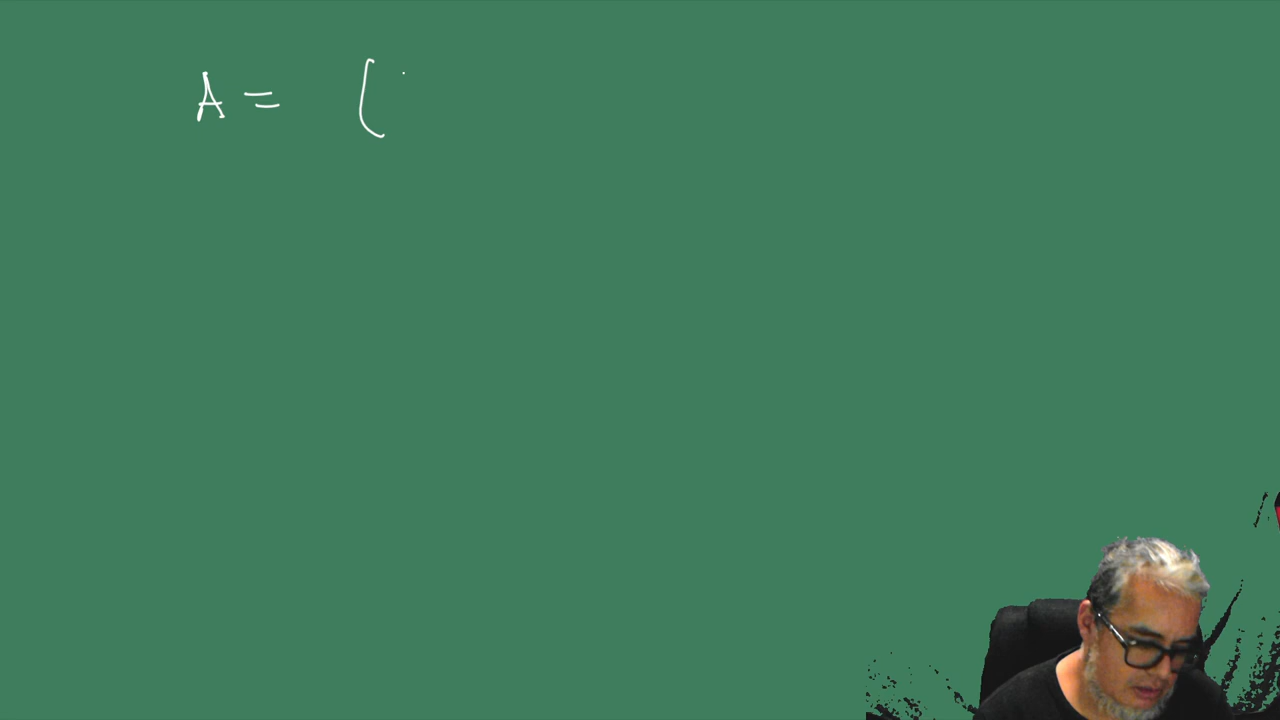 A = (